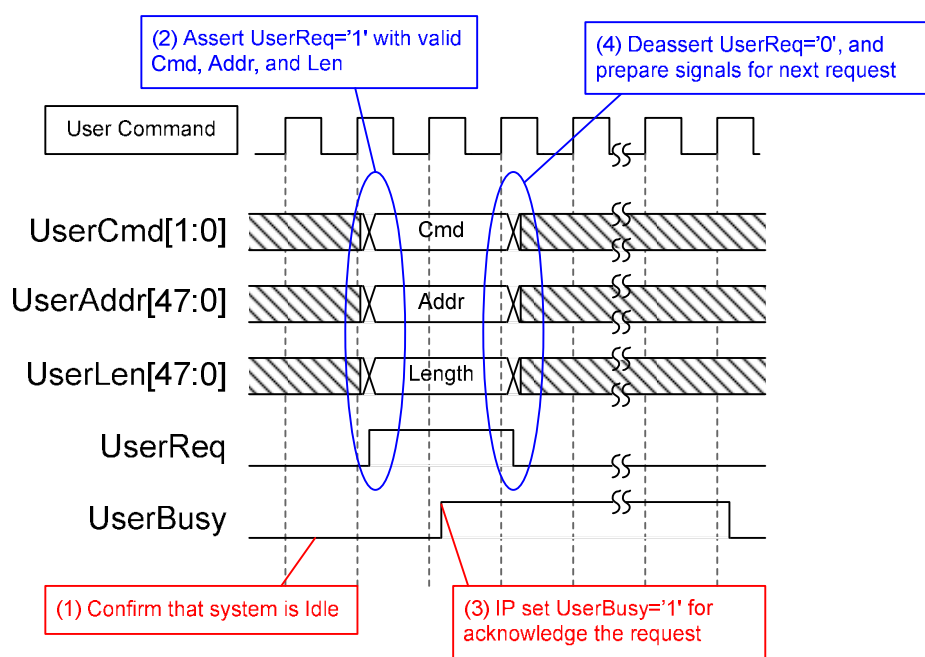 (2) Assert UserReq='1' with valid
Cmd, Addr, and Len
(4) Deassert UserReq='0', and
prepare signals for next request
User Command
UserCmd[1:0]
Cmd
UserAddr[47:0]
Addr
UserLen[47:0]
Length
UserReq
UserBusy
(1) Confirm that system is Idle
(3) IP set UserBusy='1' for
acknowledge the request